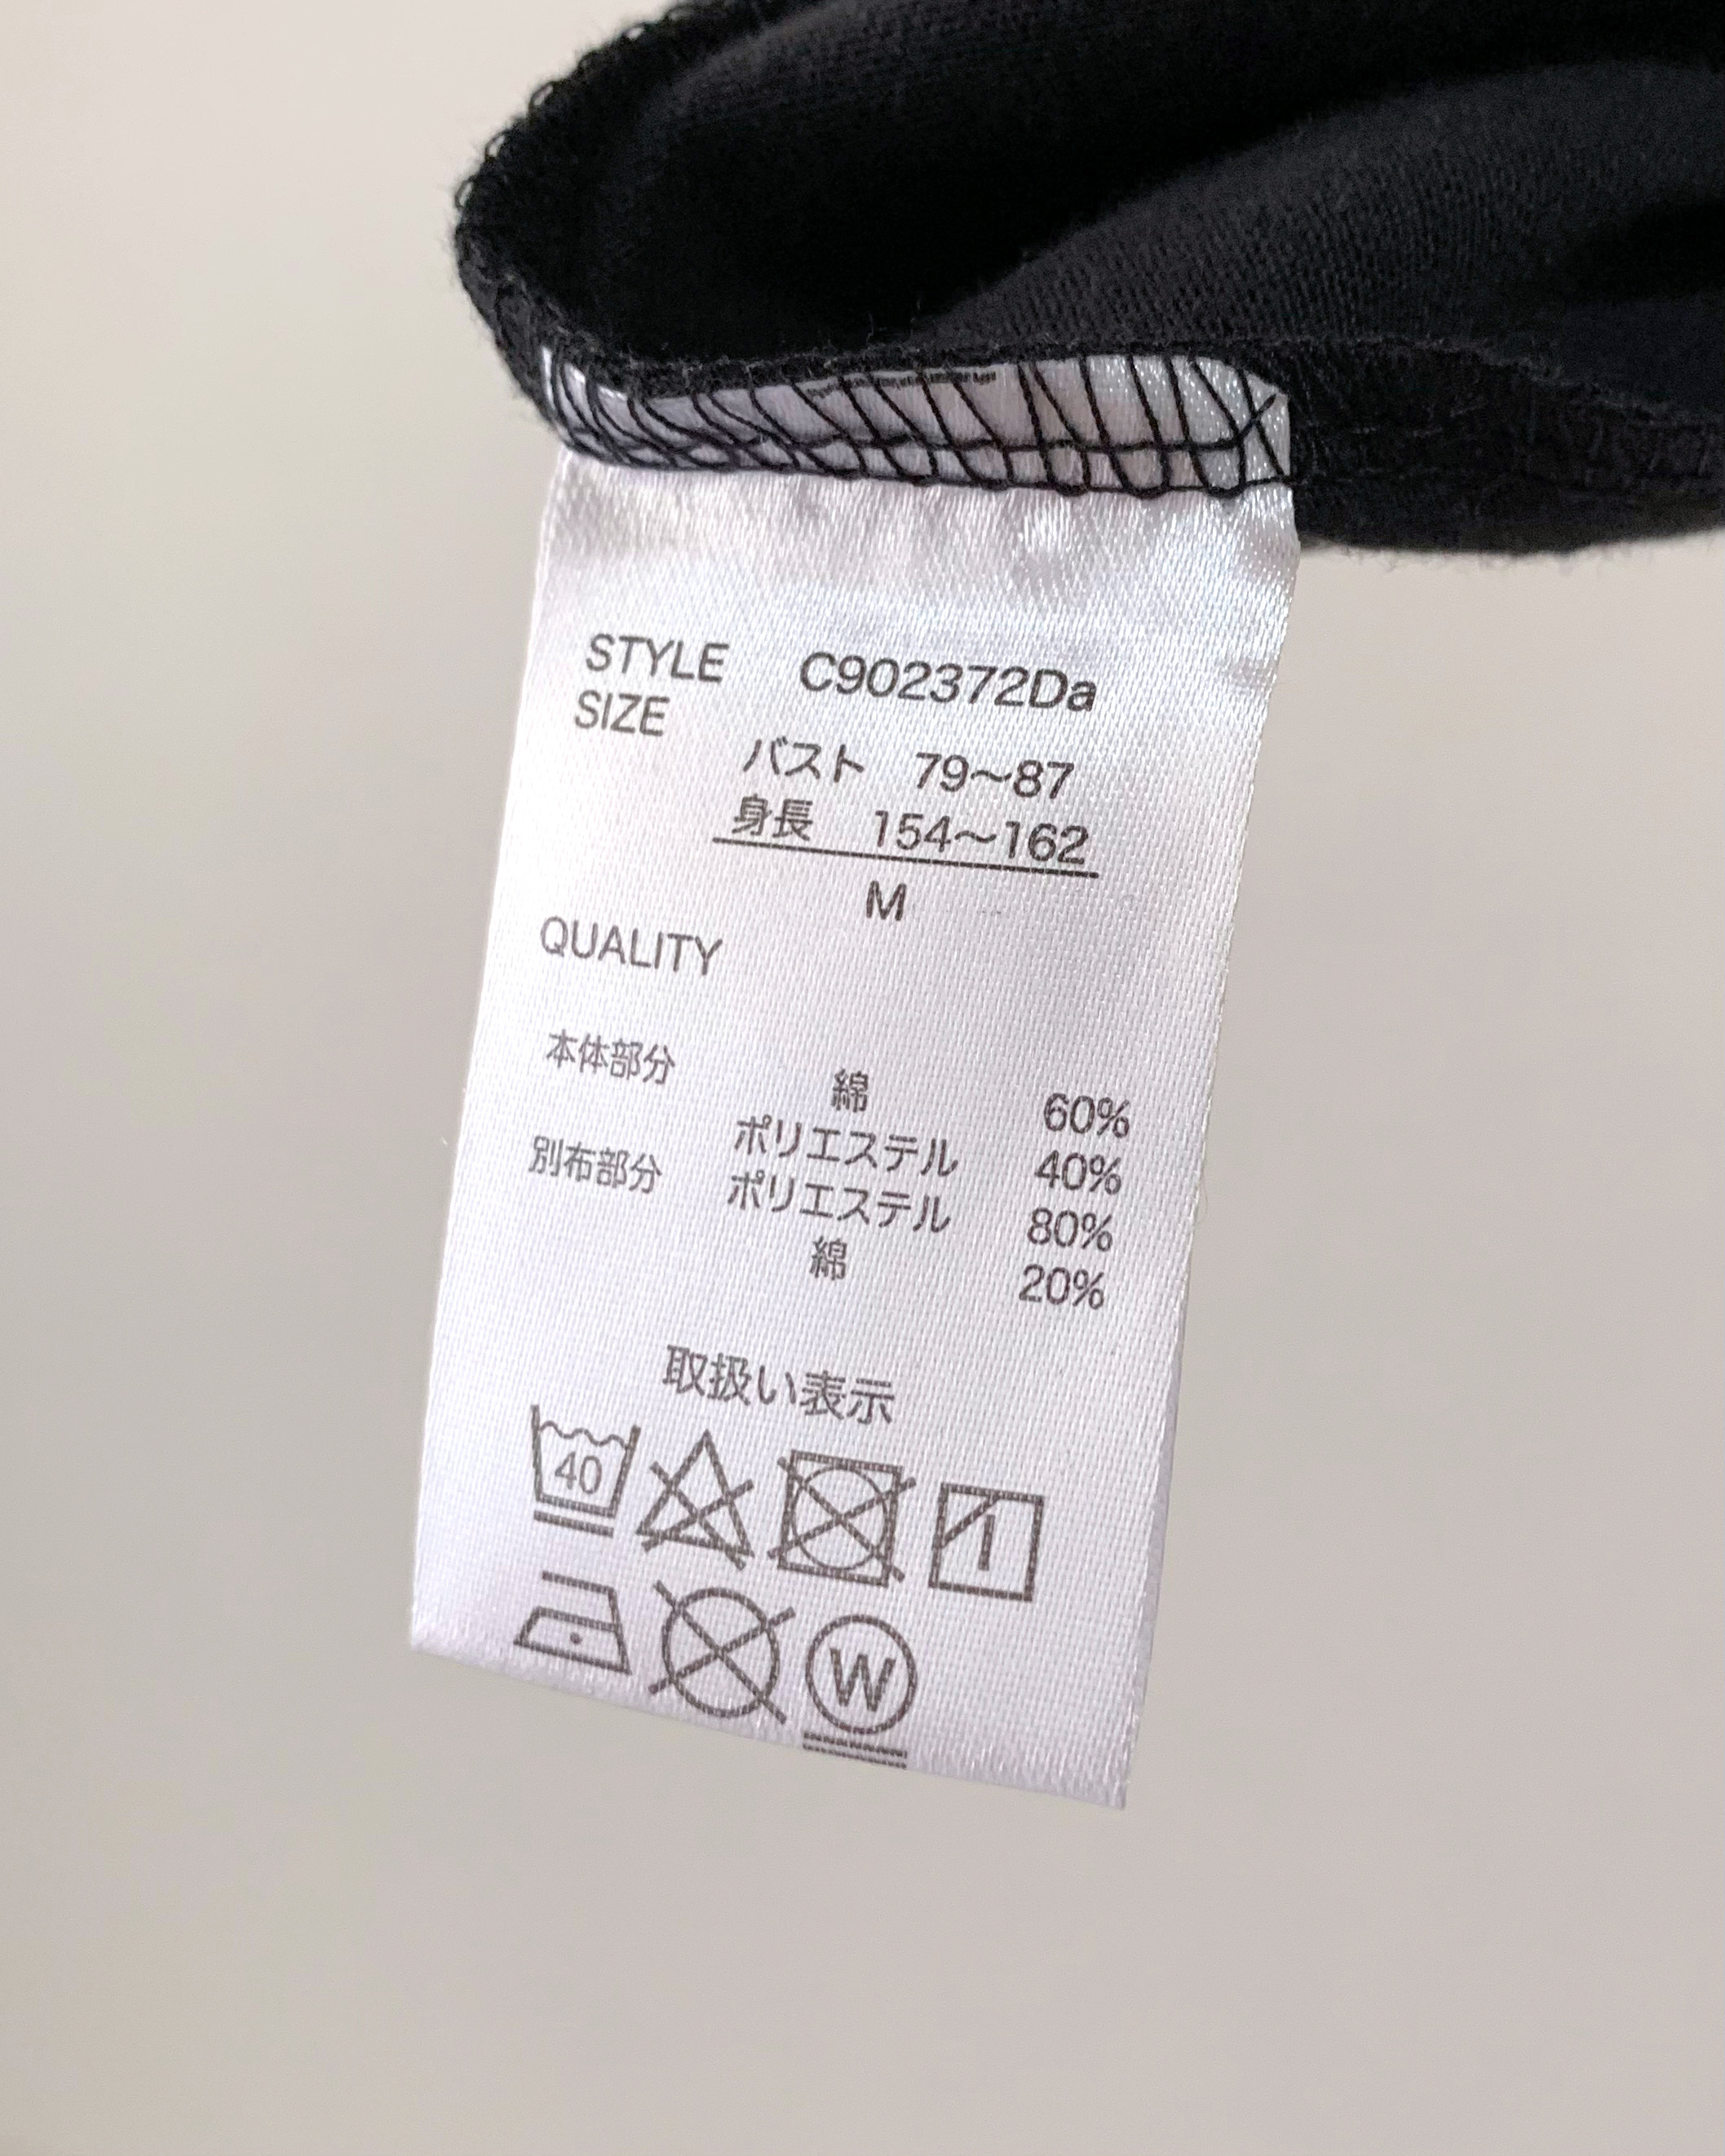 STYLE C902372Da
SIZE
バスト 79〜87
身長 154〜162
M
QUALITY
本体部分 綿 60%
ポリエステル 40%
別布部分 ポリエステル 80%
綿 20%
取扱い表示
40
W